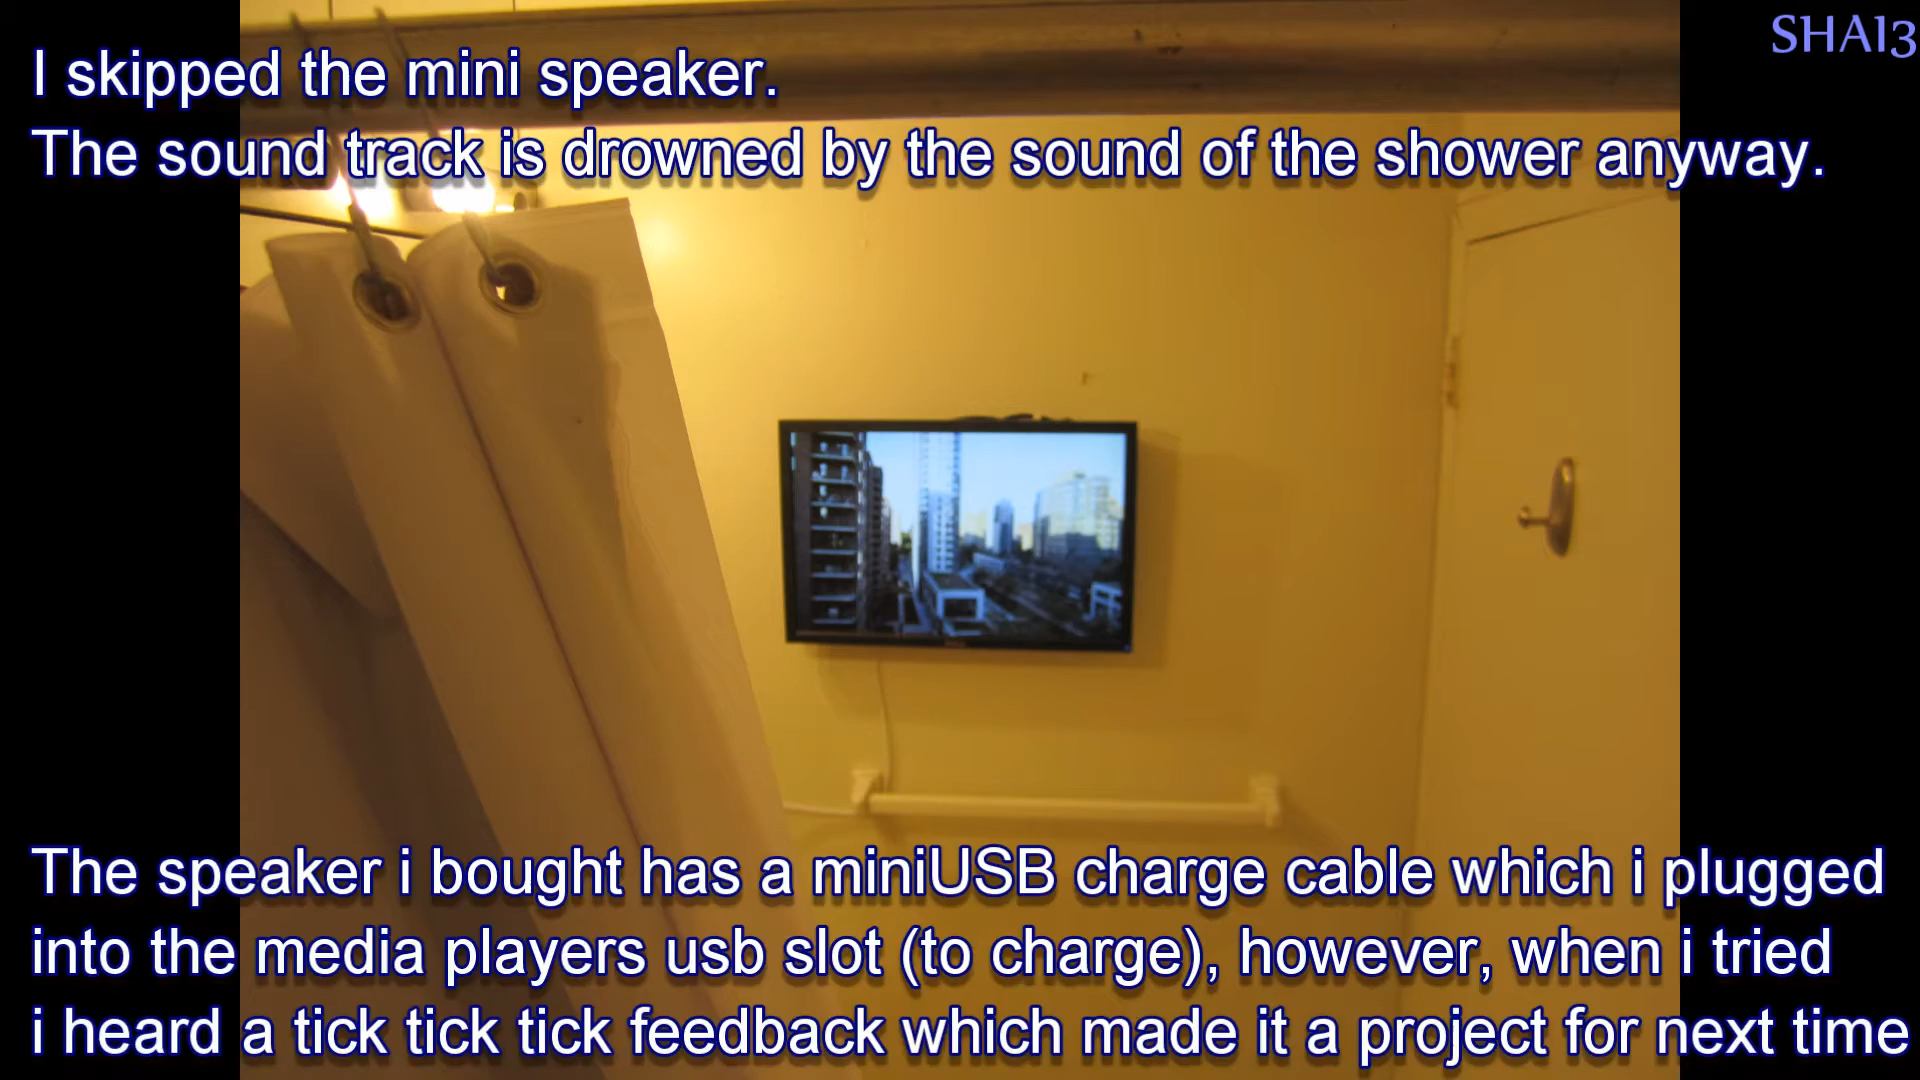 SHAI3
I skipped the mini speaker.
The sound track is drowned by the sound of the shower anyway.
The speaker i bought has a miniUSB charge cable which i plugged
into the media players usb slot (to charge), however, when i tried
i heard a tick tick tick feedback which made it a project for next time